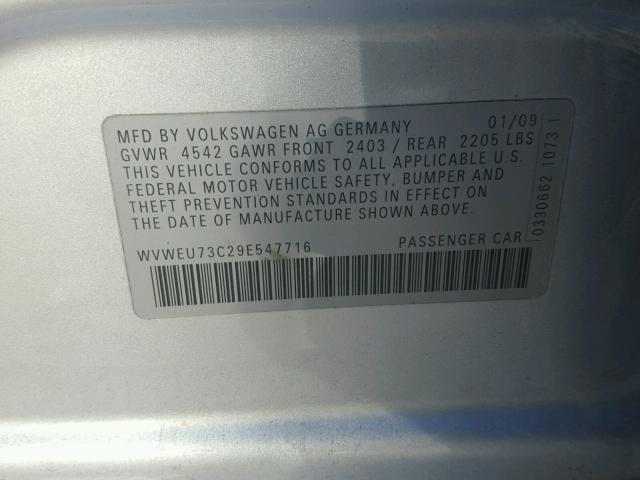 MFD BY VOLKSWAGEN AG GERMANY 01/09
GVWR 4542 GAWR FRONT 2403 / REAR 2205 LBS
THIS VEHICLE CONFORMS TO ALL APPLICABLE U.S.
FEDERAL MOTOR VEHICLE SAFETY, BUMPER AND
THEFT PREVENTION STANDARDS IN EFFECT ON
THE DATE OF MANUFACTURE SHOWN ABOVE.
WVWEU73C29E547716 PASSENGER CAR
0330662 1073 1